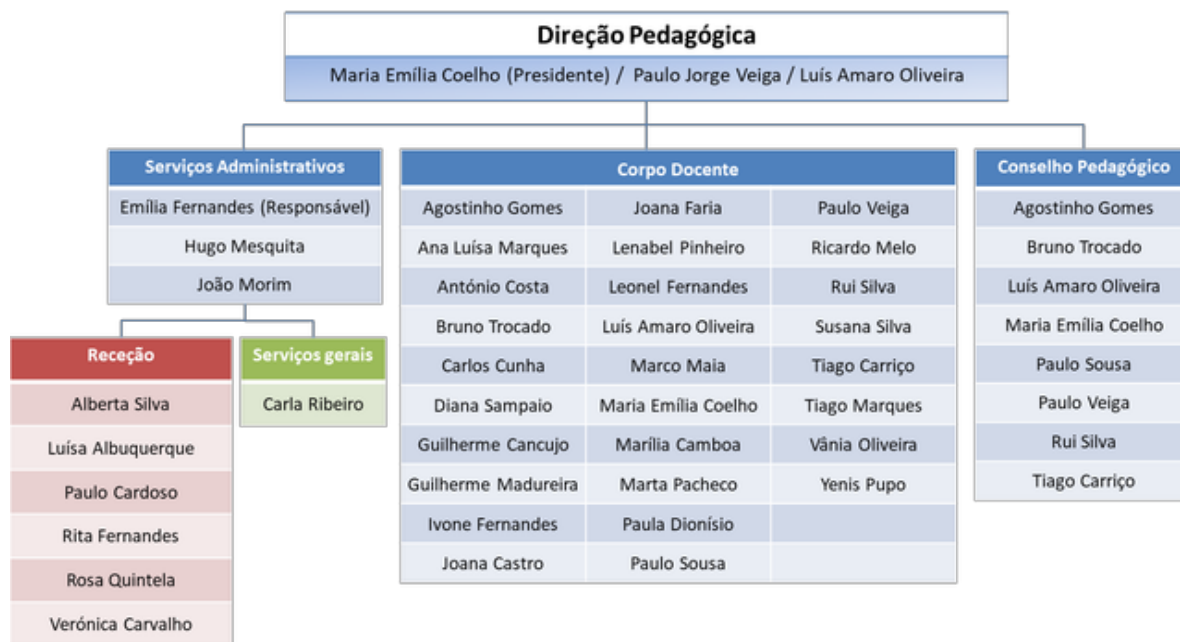 Direção Pedagógica
Maria Emília Coelho (Presidente) / Paulo Jorge Veiga / Luís Amaro Oliveira
Serviços Administrativos
Emília Fernandes (Responsável)
Hugo Mesquita
João Morim
Receção
Alberta Silva
Luísa Albuquerque
Paulo Cardoso
Rita Fernandes
Rosa Quintela
Verónica Carvalho
Serviços gerais
Carla Ribeiro
Corpo Docente
Agostinho Gomes
Joana Faria
Paulo Veiga
Ana Luísa Marques
Lenabel Pinheiro
Ricardo Melo
António Costa
Leonel Fernandes
Rui Silva
Bruno Trocado
Luís Amaro Oliveira
Susana Silva
Carlos Cunha
Marco Maia
Tiago Carriço
Diana Sampaio
Maria Emília Coelho
Tiago Marques
Guilherme Cancujo
Marília Camboa
Vânia Oliveira
Guilherme Madureira
Marta Pacheco
Yenis Pupo
Ivone Fernandes
Paula Dionísio
Joana Castro
Paulo Sousa
Conselho Pedagógico
Agostinho Gomes
Bruno Trocado
Luís Amaro Oliveira
Maria Emília Coelho
Paulo Sousa
Paulo Veiga
Rui Silva
Tiago Carriço